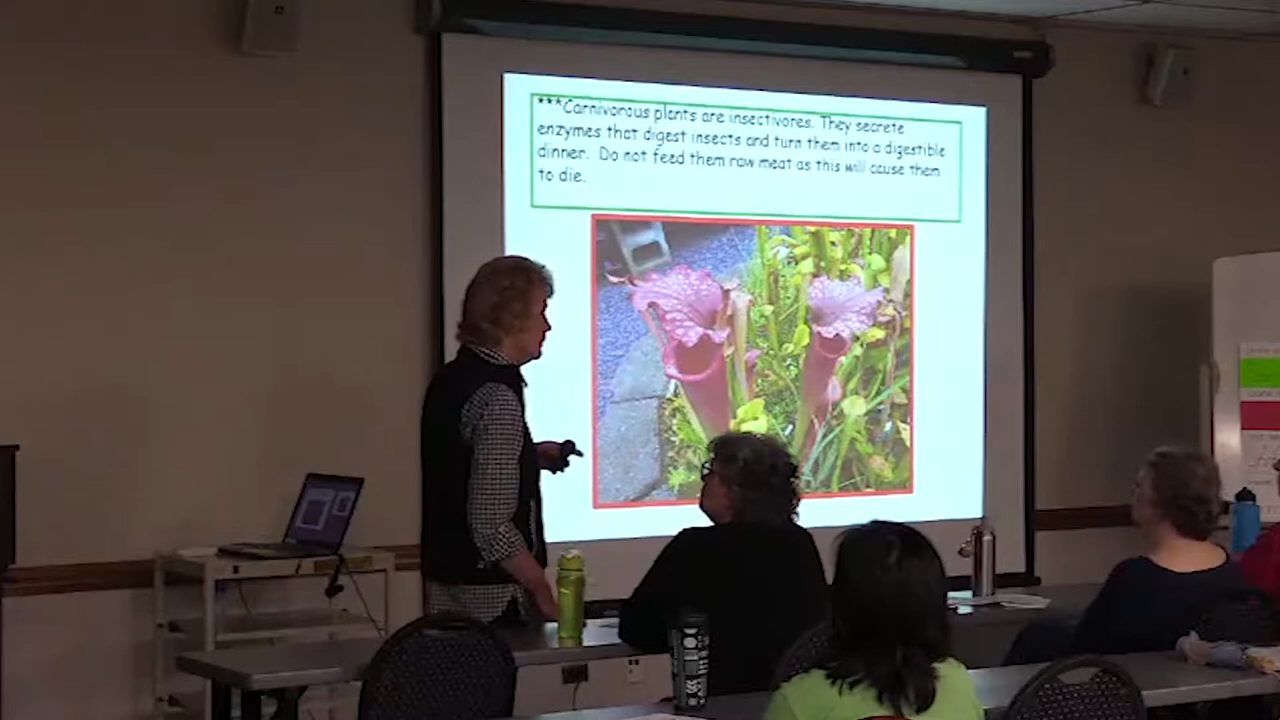 ***Carnivorous plants are insectivores. They secrete
enzymes that digest insects and turn them into a digestible
dinner. Do not feed them raw meat as this will cause them
to die.